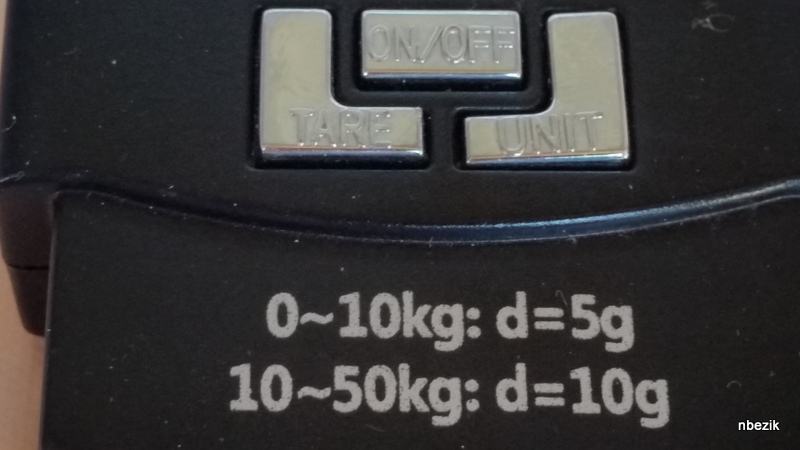 ON/OFF
TARE UNIT
0~10kg: d=5g
10~50kg: d=10g
nbezik